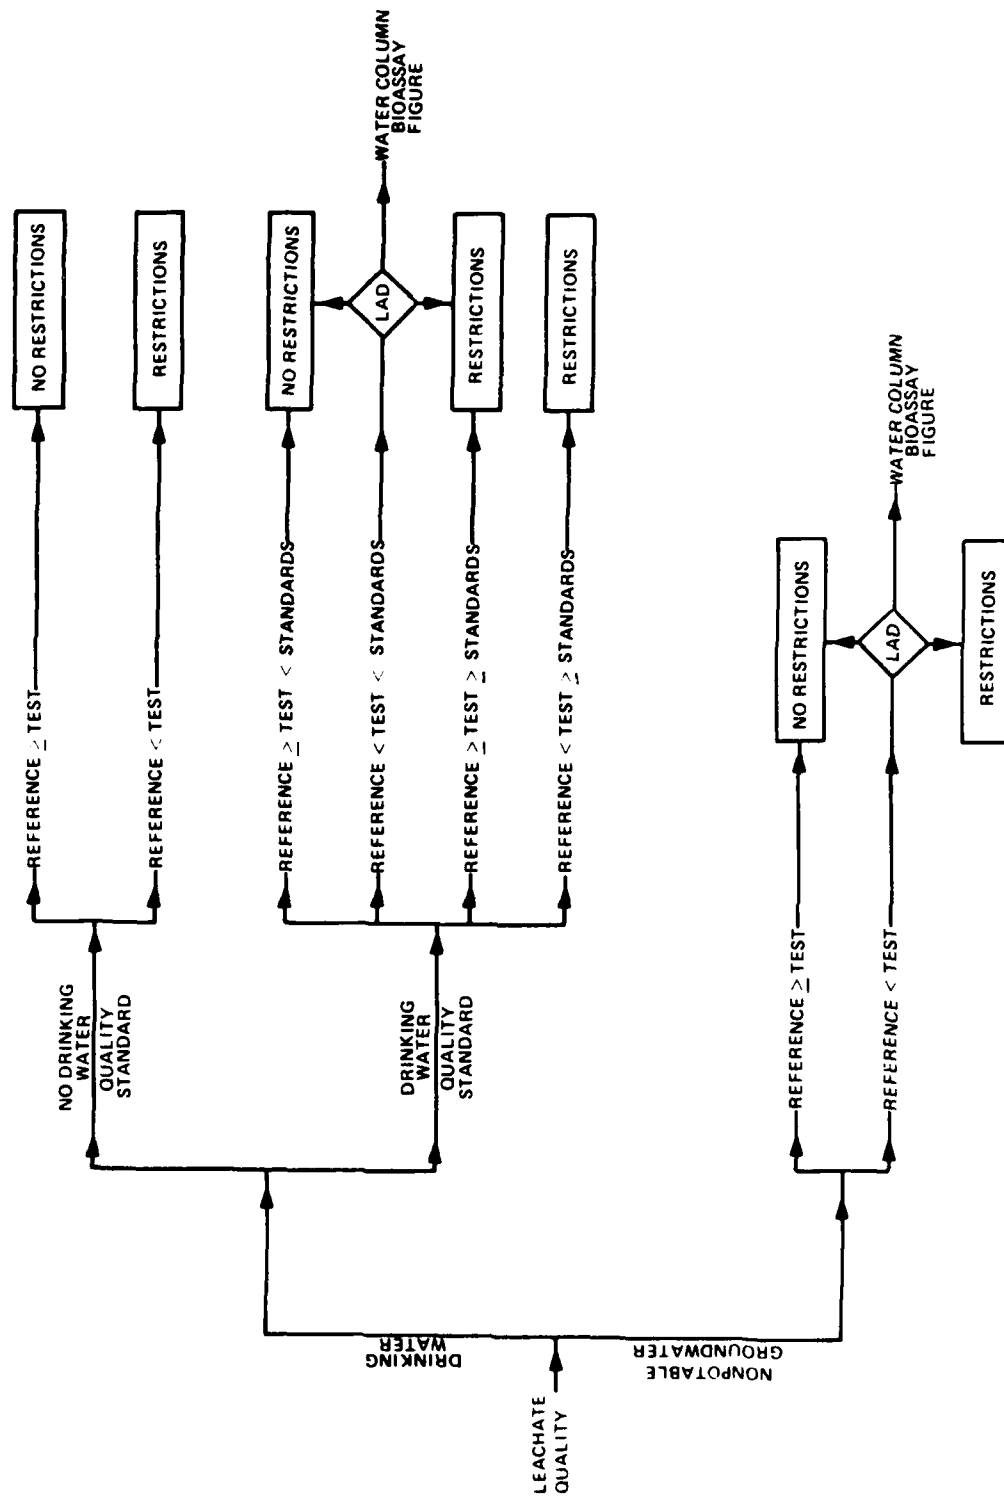 LEACHATE
QUALITY
DRINKING
WATER
NONPOTABLE
GROUNDWATER
NO DRINKING
WATER
QUALITY
STANDARD
REFERENCE ≥ TEST
NO RESTRICTIONS
REFERENCE < TEST
RESTRICTIONS
DRINKING
WATER
QUALITY
STANDARD
REFERENCE ≥ TEST < STANDARDS
NO RESTRICTIONS
REFERENCE < TEST < STANDARDS
LAD
WATER COLUMN
BIOASSAY
FIGURE
REFERENCE ≥ TEST ≥ STANDARDS
RESTRICTIONS
REFERENCE < TEST ≥ STANDARDS
RESTRICTIONS
REFERENCE ≥ TEST
NO RESTRICTIONS
REFERENCE < TEST
LAD
WATER COLUMN
BIOASSAY
FIGURE
RESTRICTIONS